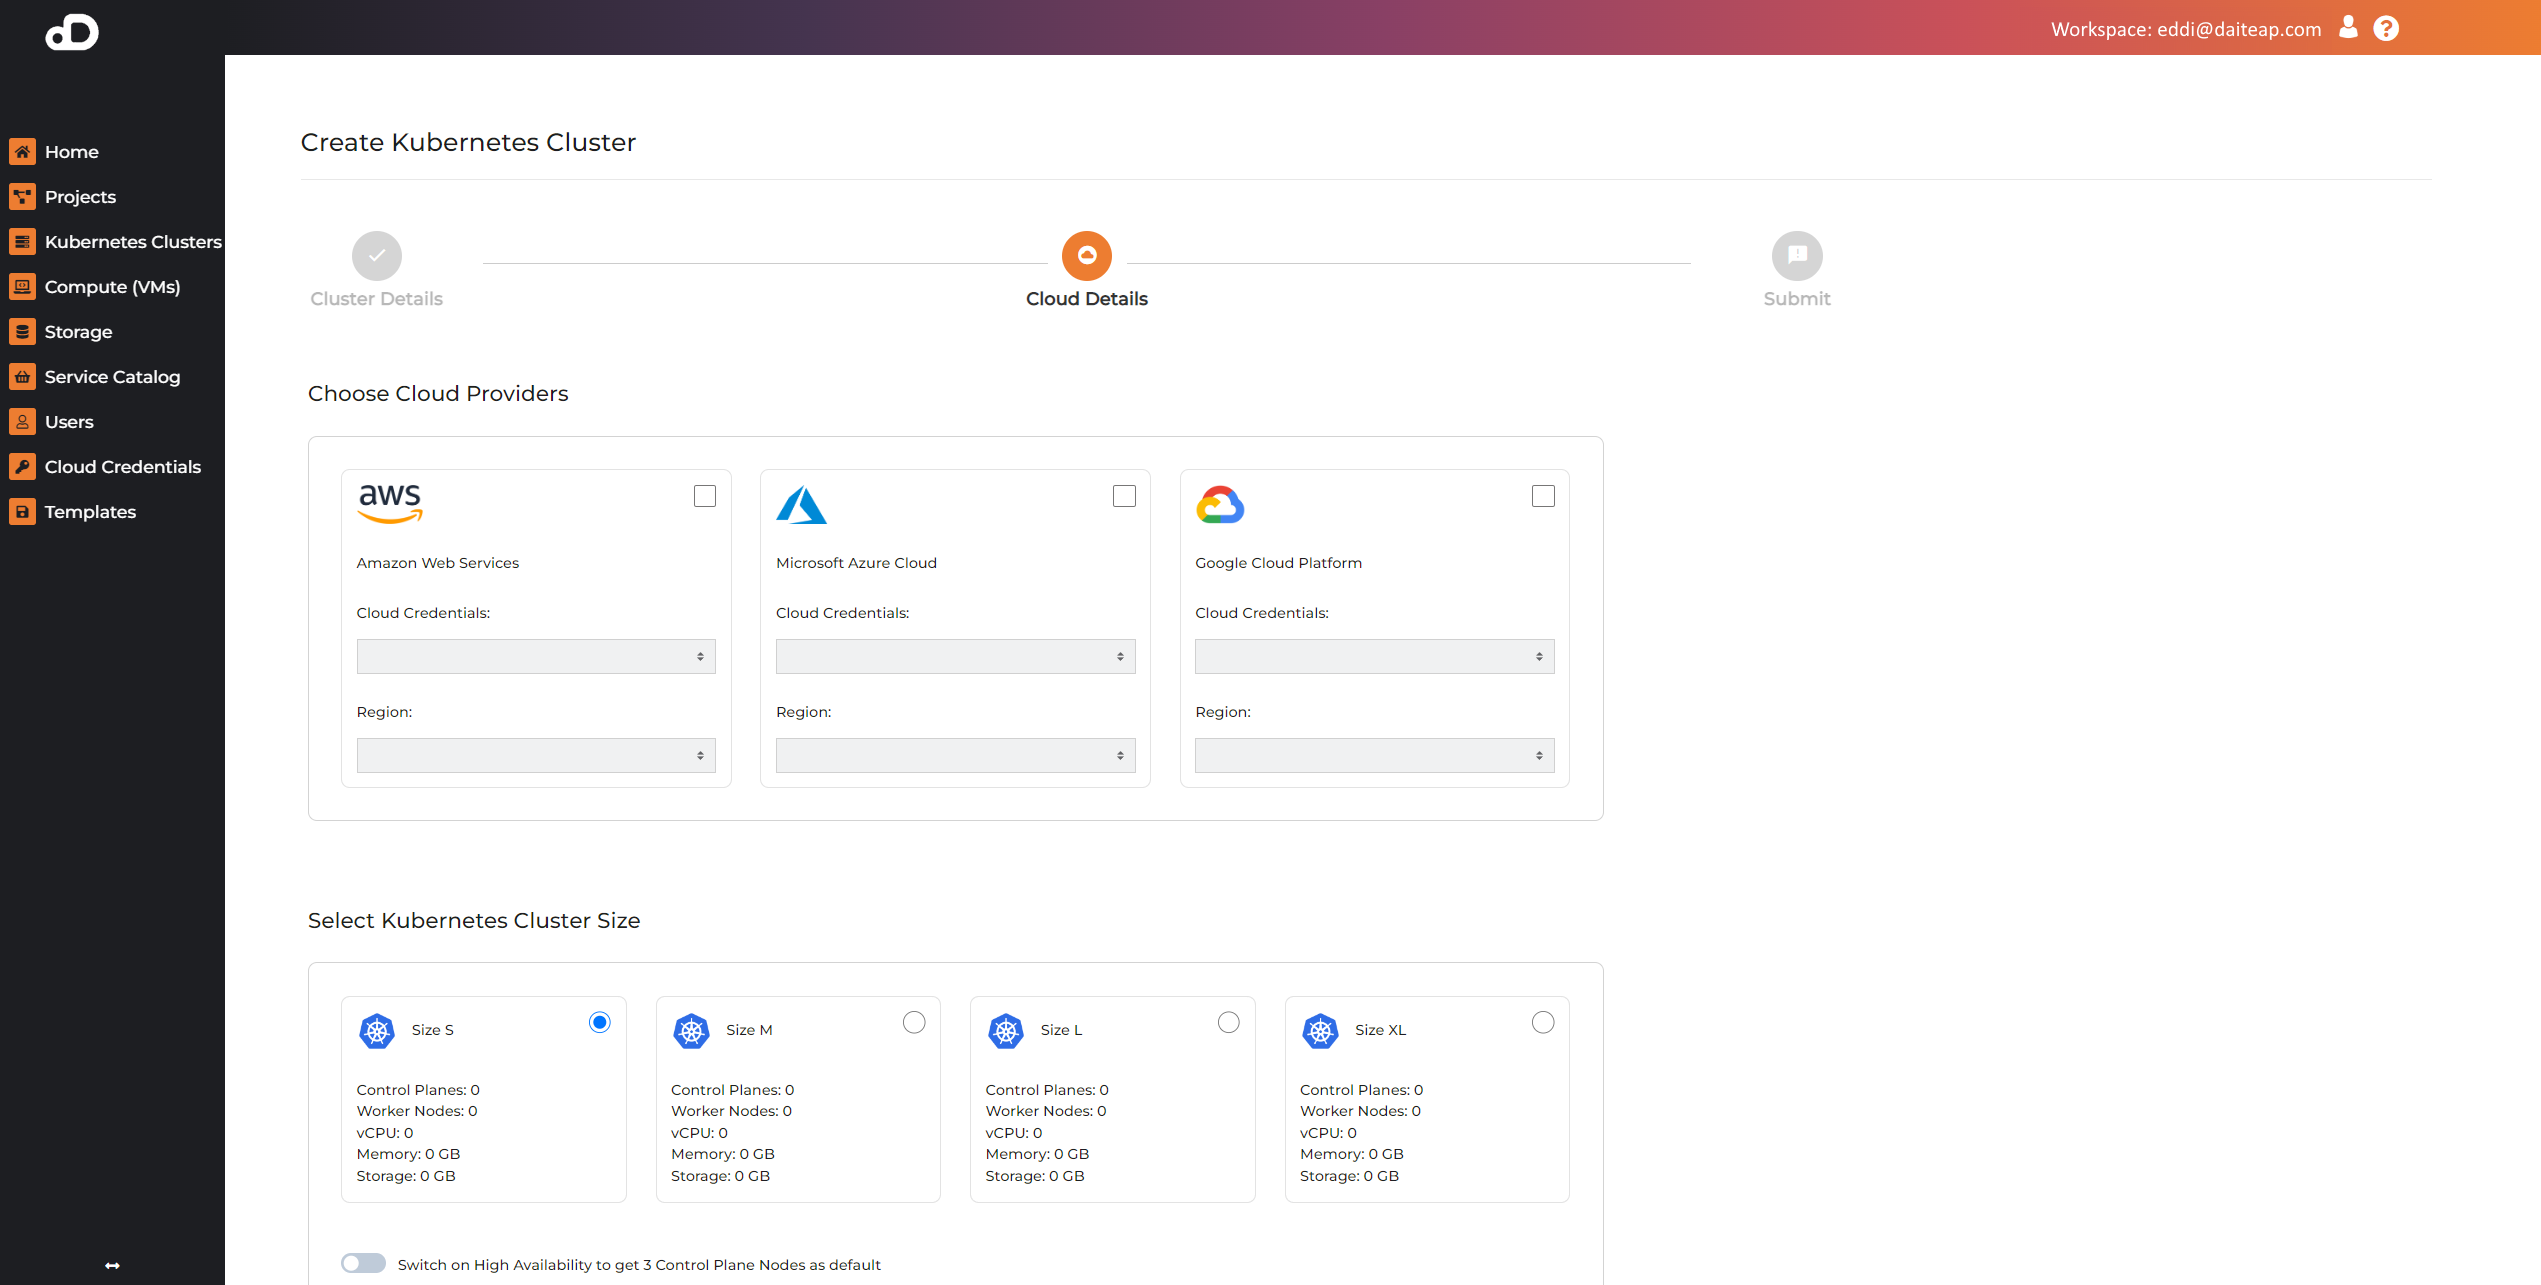 Workspace: eddi@daiteap.com
Home
Projects
Kubernetes Clusters
Compute (VMs)
Storage
Service Catalog
Users
Cloud Credentials
Templates
Create Kubernetes Cluster
Cluster Details
Cloud Details
Submit
Choose Cloud Providers
aws
Amazon Web Services
Cloud Credentials:
Region:
Microsoft Azure Cloud
Cloud Credentials:
Region:
Google Cloud Platform
Cloud Credentials:
Region:
Select Kubernetes Cluster Size
Size S
Control Planes: 0
Worker Nodes: 0
vCPU: 0
Memory: 0 GB
Storage: 0 GB
Size M
Control Planes: 0
Worker Nodes: 0
vCPU: 0
Memory: 0 GB
Storage: 0 GB
Size L
Control Planes: 0
Worker Nodes: 0
vCPU: 0
Memory: 0 GB
Storage: 0 GB
Size XL
Control Planes: 0
Worker Nodes: 0
vCPU: 0
Memory: 0 GB
Storage: 0 GB
Switch on High Availability to get 3 Control Plane Nodes as default